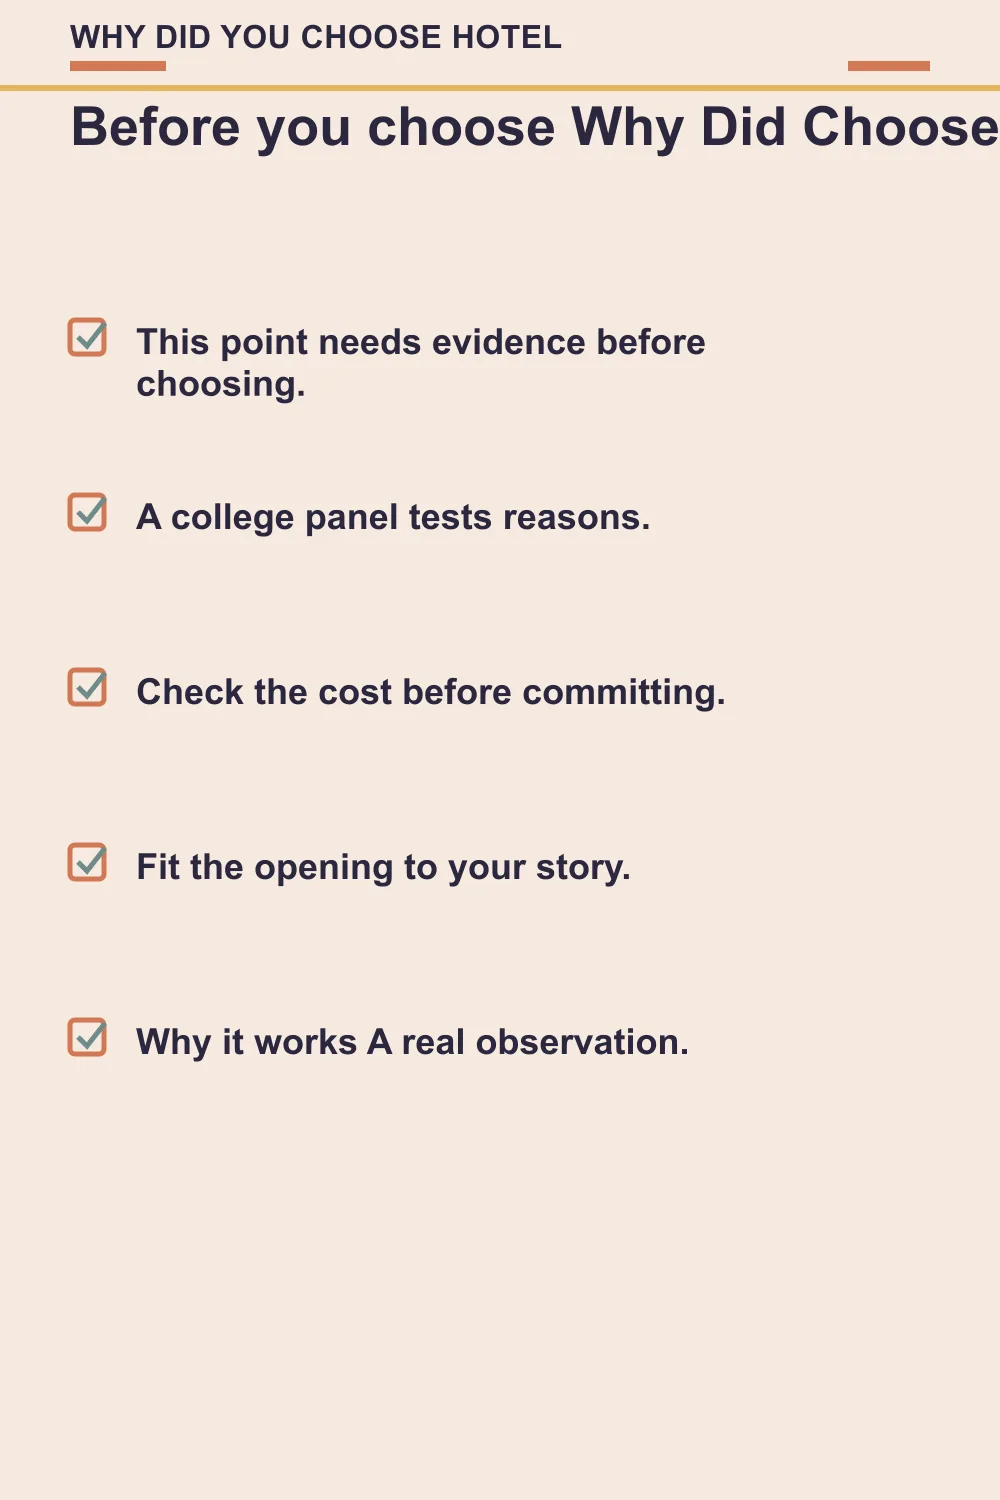 WHY DID YOU CHOOSE HOTEL
Before you choose Why Did Choose
This point needs evidence before
choosing.
A college panel tests reasons.
Check the cost before committing.
Fit the opening to your story.
Why it works A real observation.